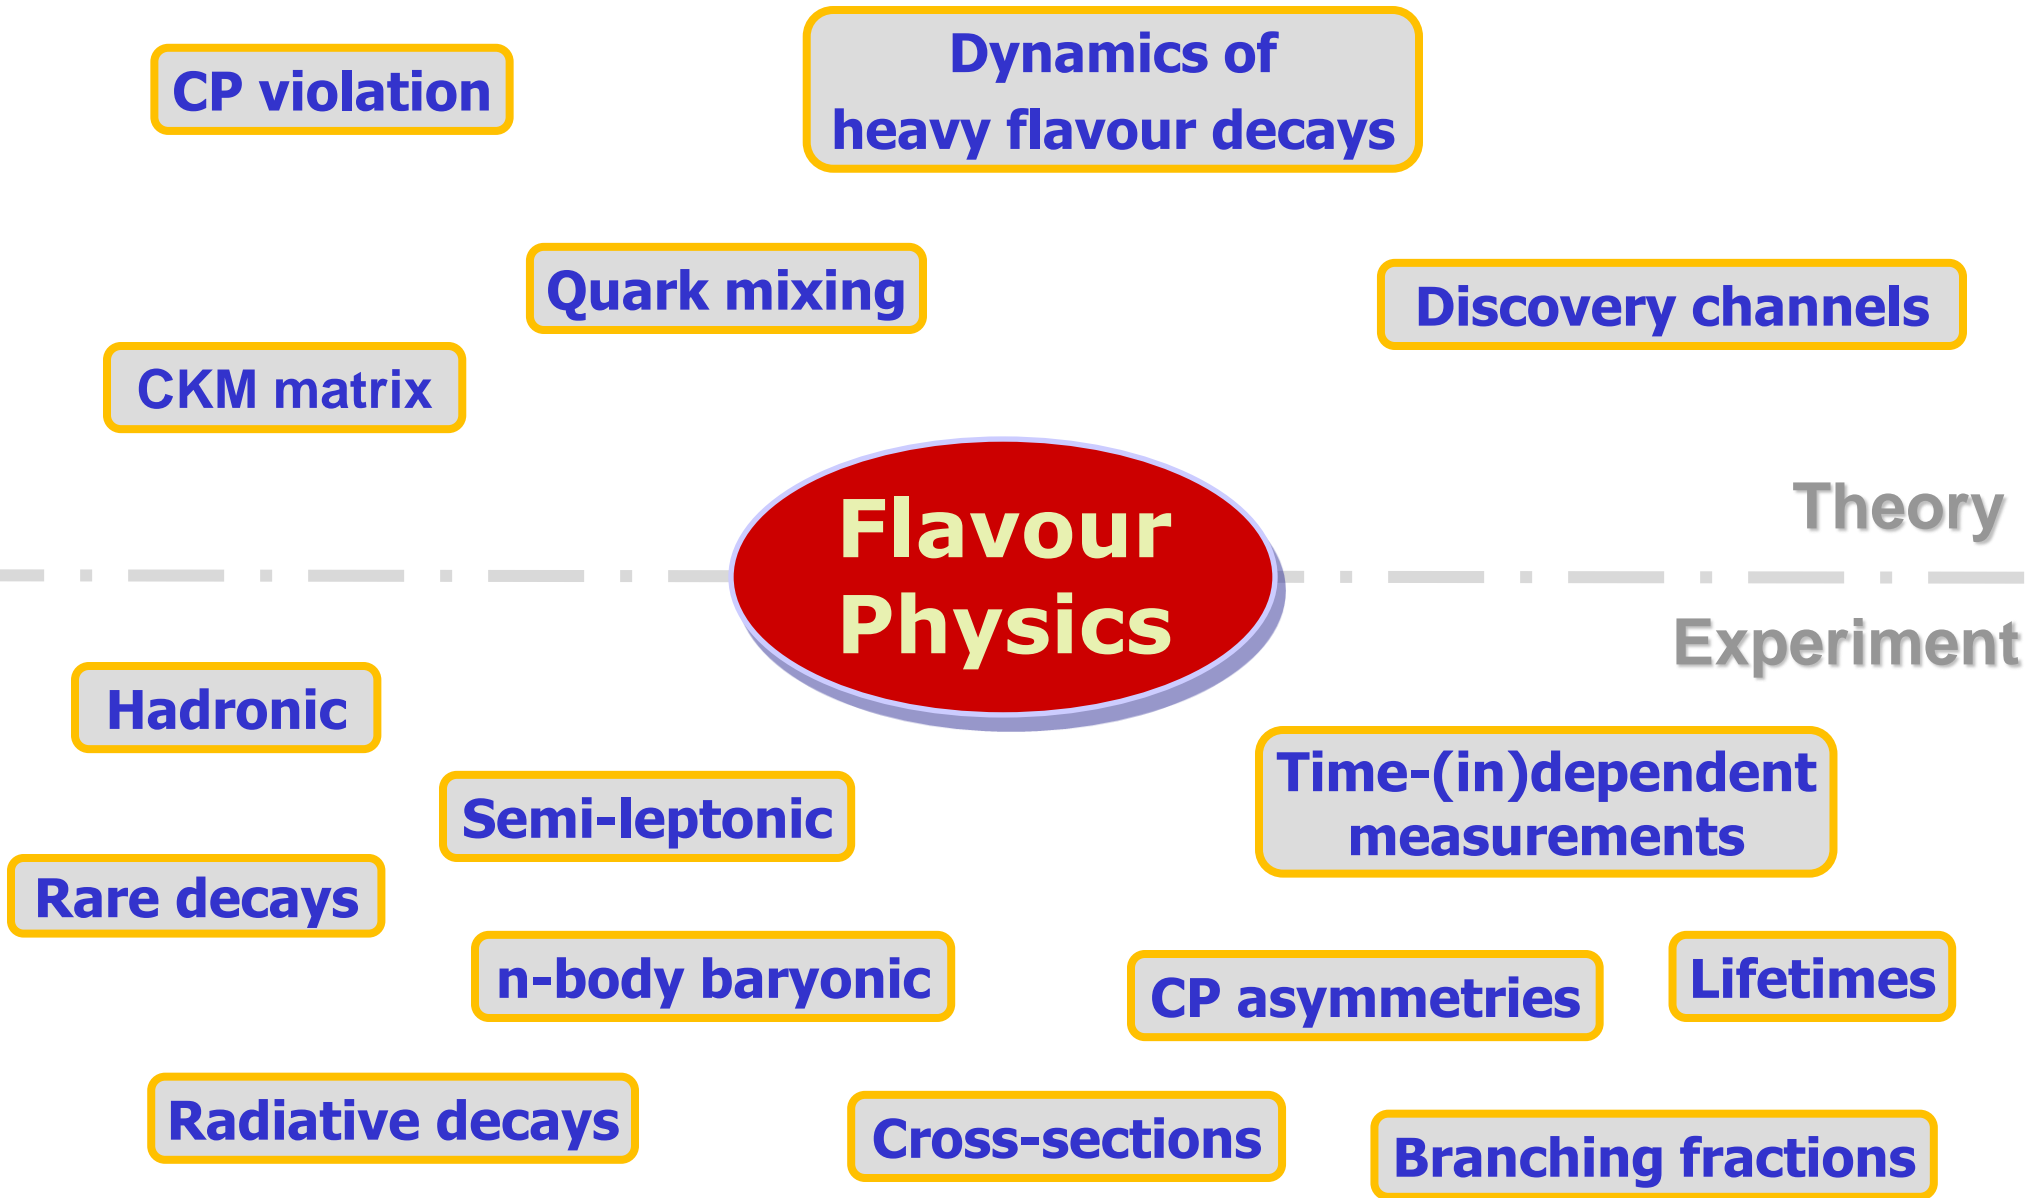 CP violation
Dynamics of
heavy flavour decays
Quark mixing
Discovery channels
CKM matrix
Flavour
Physics
Theory
Experiment
Hadronic
Semi-leptonic
Time-(in)dependent
measurements
Rare decays
n-body baryonic
CP asymmetries
Lifetimes
Radiative decays
Cross-sections
Branching fractions